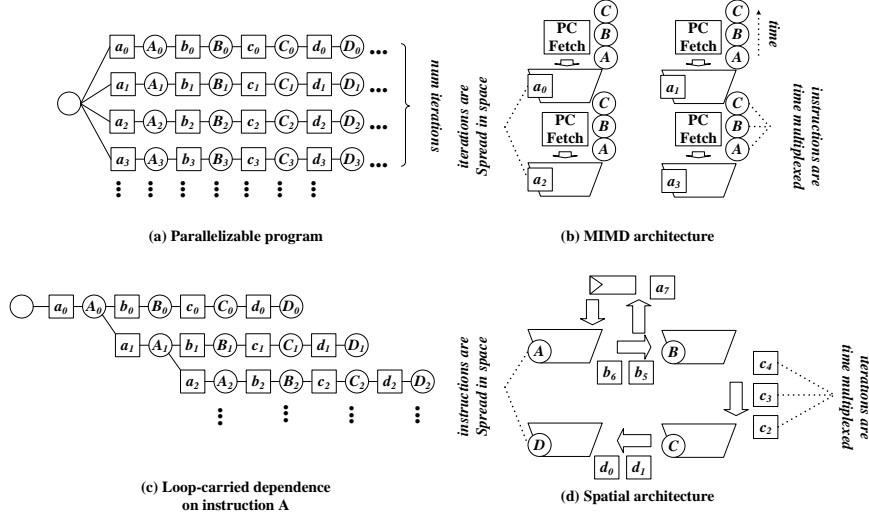 a0 A0 b0 B0 c0 C0 d0 D0 •••
a1 A1 b1 B1 c1 C1 d1 D1 •••
a2 A2 b2 B2 c2 C2 d2 D2 •••
a3 A3 b3 B3 c3 C3 d3 D3 •••
num iterations
(a) Parallelizable program
C
B
A
PC
Fetch
a0
C
B
A
PC
Fetch
a1
time
C
B
A
PC
Fetch
a2
C
B
A
PC
Fetch
a3
iterations are
Spread in space
instructions are
time multiplexed
(b) MIMD architecture
a0 A0 b0 B0 c0 C0 d0 D0
a1 A1 b1 B1 c1 C1 d1 D1
a2 A2 b2 B2 c2 C2 d2 D2
(c) Loop-carried dependence
on instruction A
instructions are
Spread in space
a7
A
B
b6 b5
c4
c3
c2
D
C
d0 d1
iterations are
time multiplexed
(d) Spatial architecture